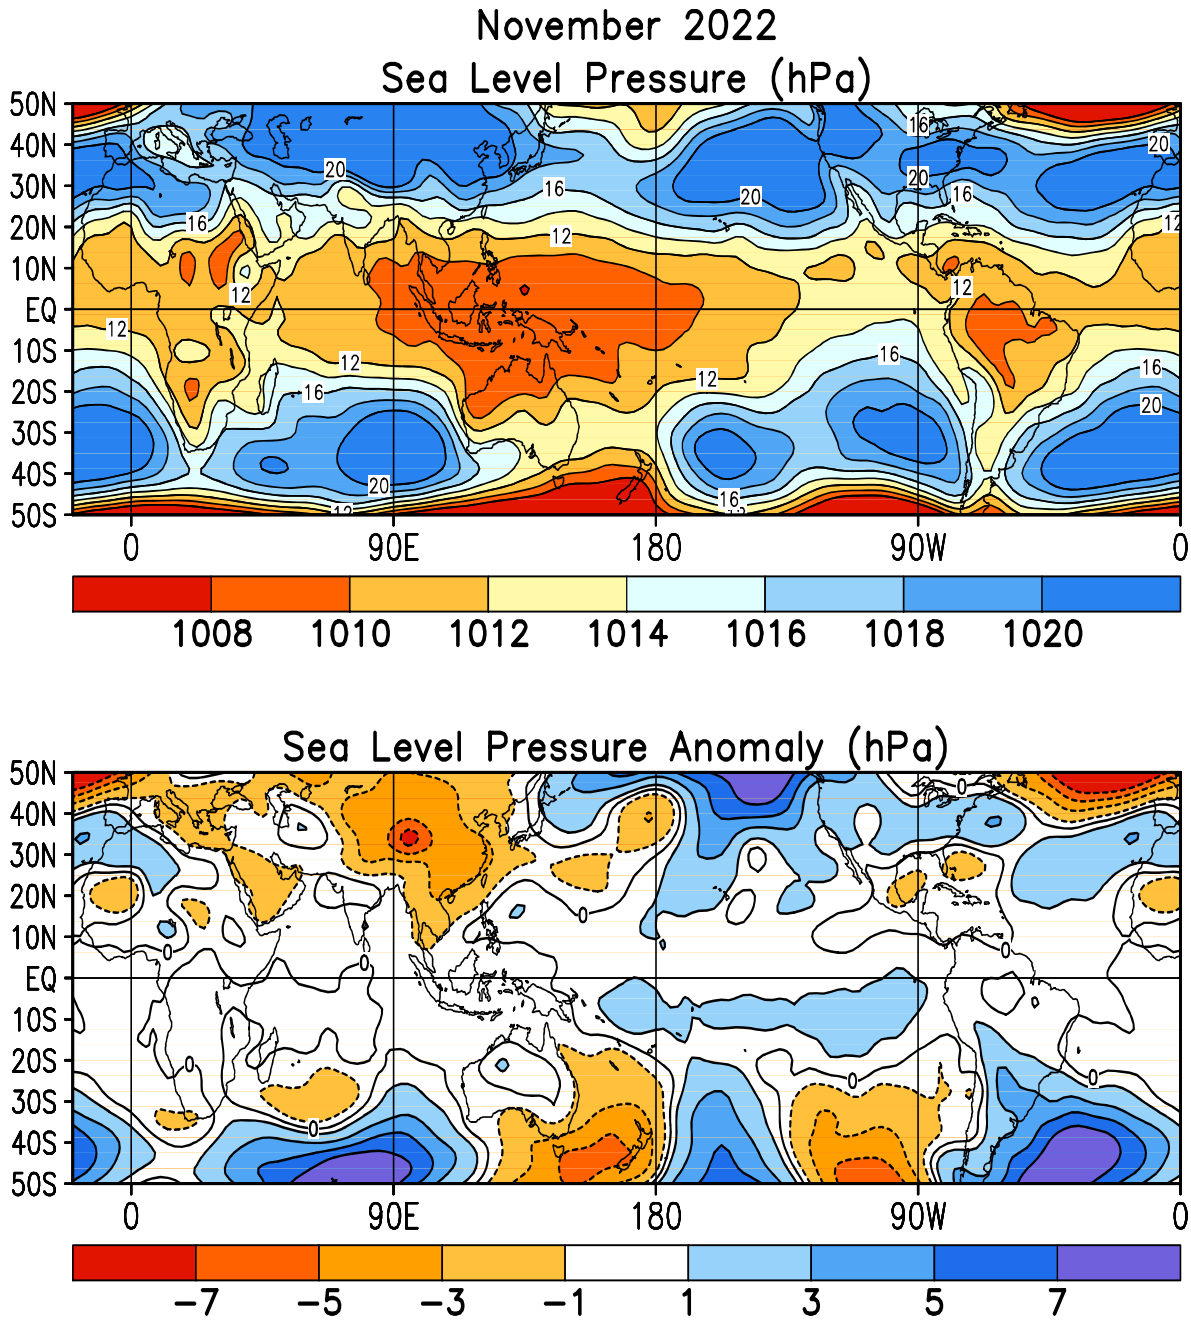 November 2022
Sea Level Pressure (hPa)
50N
40N
30N
20N
10N
EQ
10S
20S
30S
40S
50S
16
20
20
20
16
20
16
16
12
12
12
12
12
16
12
12
16
16
20
20
16
0
90E
180
90W
0
1008 1010 1012 1014 1016 1018 1020
Sea Level Pressure Anomaly (hPa)
50N
40N
30N
20N
10N
EQ
10S
20S
30S
40S
50S
0
0
0
0
0
0
0
0
0
0
90E
180
90W
0
-7 -5 -3 -1 1 3 5 7